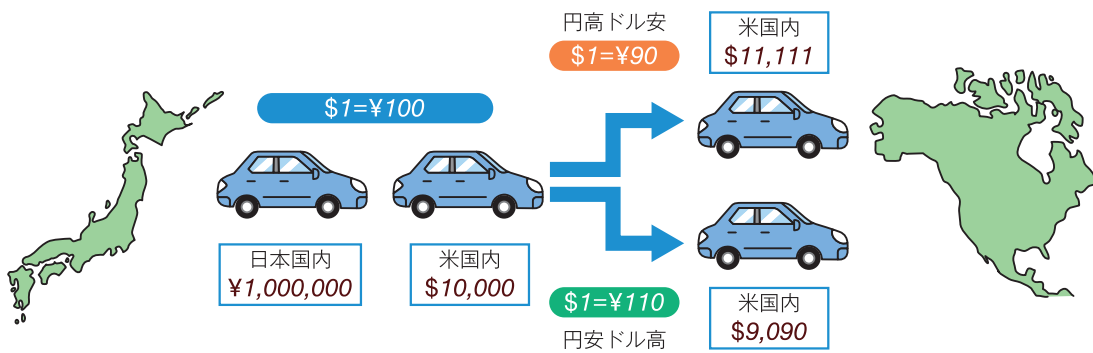 $1=¥100
日本国内
¥1,000,000
米国内
$10,000
円高ドル安
$1=¥90
米国内
$11,111
$1=¥110
円安ドル高
米国内
$9,090